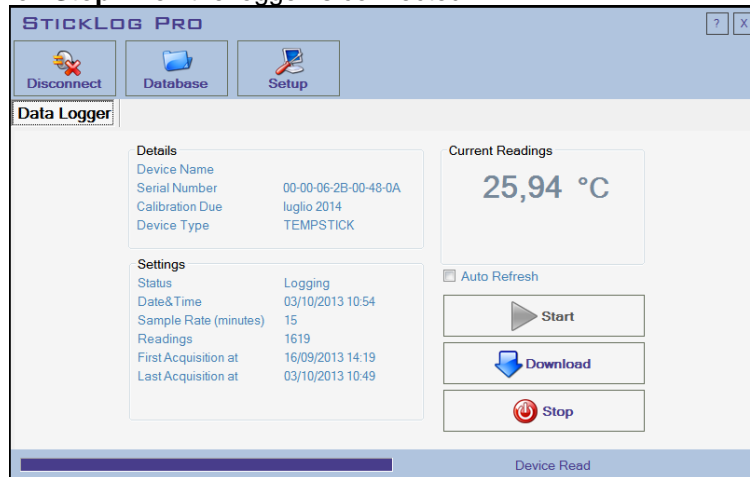 STICKLOG PRO
? X
Disconnect Database Setup
Data Logger
Details
Device Name
Serial Number 00-00-06-2B-00-48-0A
Calibration Due luglio 2014
Device Type TEMPSTICK
Current Readings
25,94 °C
Settings
Status Logging
Date&Time 03/10/2013 10:54
Sample Rate (minutes) 15
Readings 1619
First Acquisition at 16/09/2013 14:19
Last Acquisition at 03/10/2013 10:49
Auto Refresh
Start
Download
Stop
Device Read